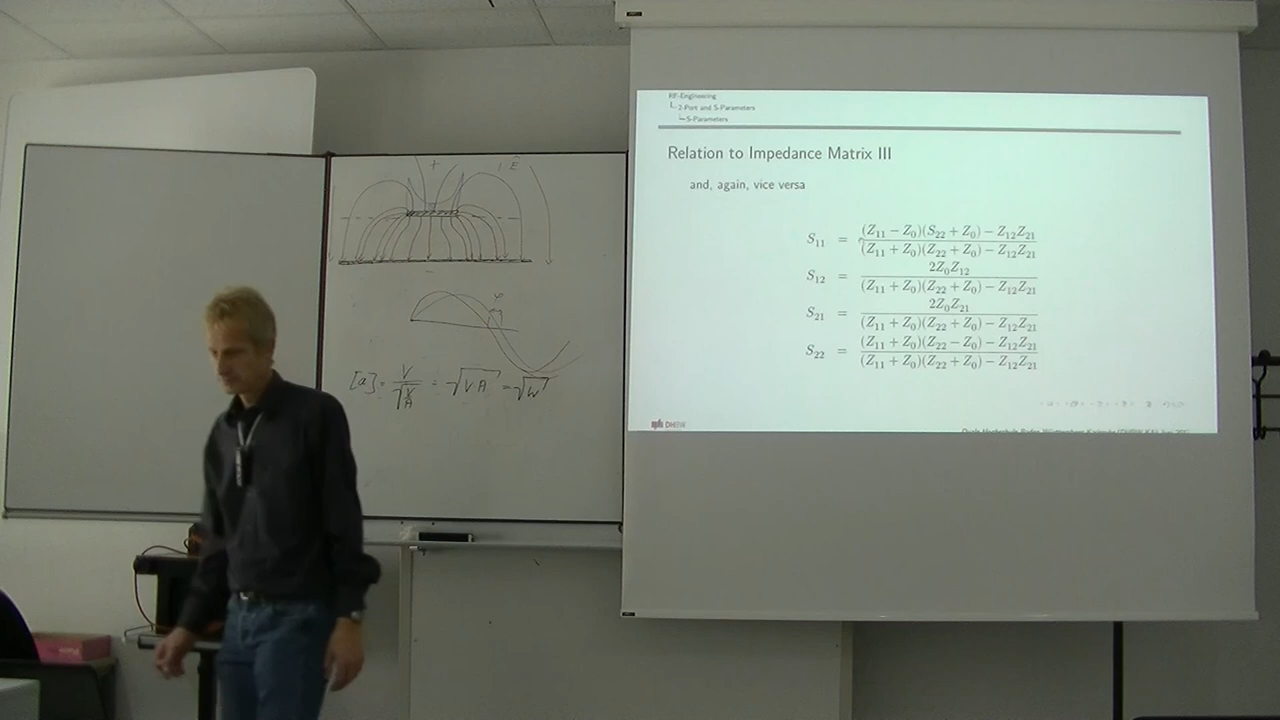 + | E
φ
[a] = V/√(V/A) = √VA = √W
RF-Engineering
2-Port and S-Parameters
S-Parameters
Relation to Impedance Matrix III
and, again, vice versa
S₁₁ = (Z₁₁ − Z₀)(S₂₂ + Z₀) − Z₁₂Z₂₁ / (Z₁₁ + Z₀)(Z₂₂ + Z₀) − Z₁₂Z₂₁
S₁₂ = 2Z₀Z₁₂ / (Z₁₁ + Z₀)(Z₂₂ + Z₀) − Z₁₂Z₂₁
S₂₁ = 2Z₀Z₂₁ / (Z₁₁ + Z₀)(Z₂₂ + Z₀) − Z₁₂Z₂₁
S₂₂ = (Z₁₁ + Z₀)(Z₂₂ − Z₀) − Z₁₂Z₂₁ / (Z₁₁ + Z₀)(Z₂₂ + Z₀) − Z₁₂Z₂₁
DHBW